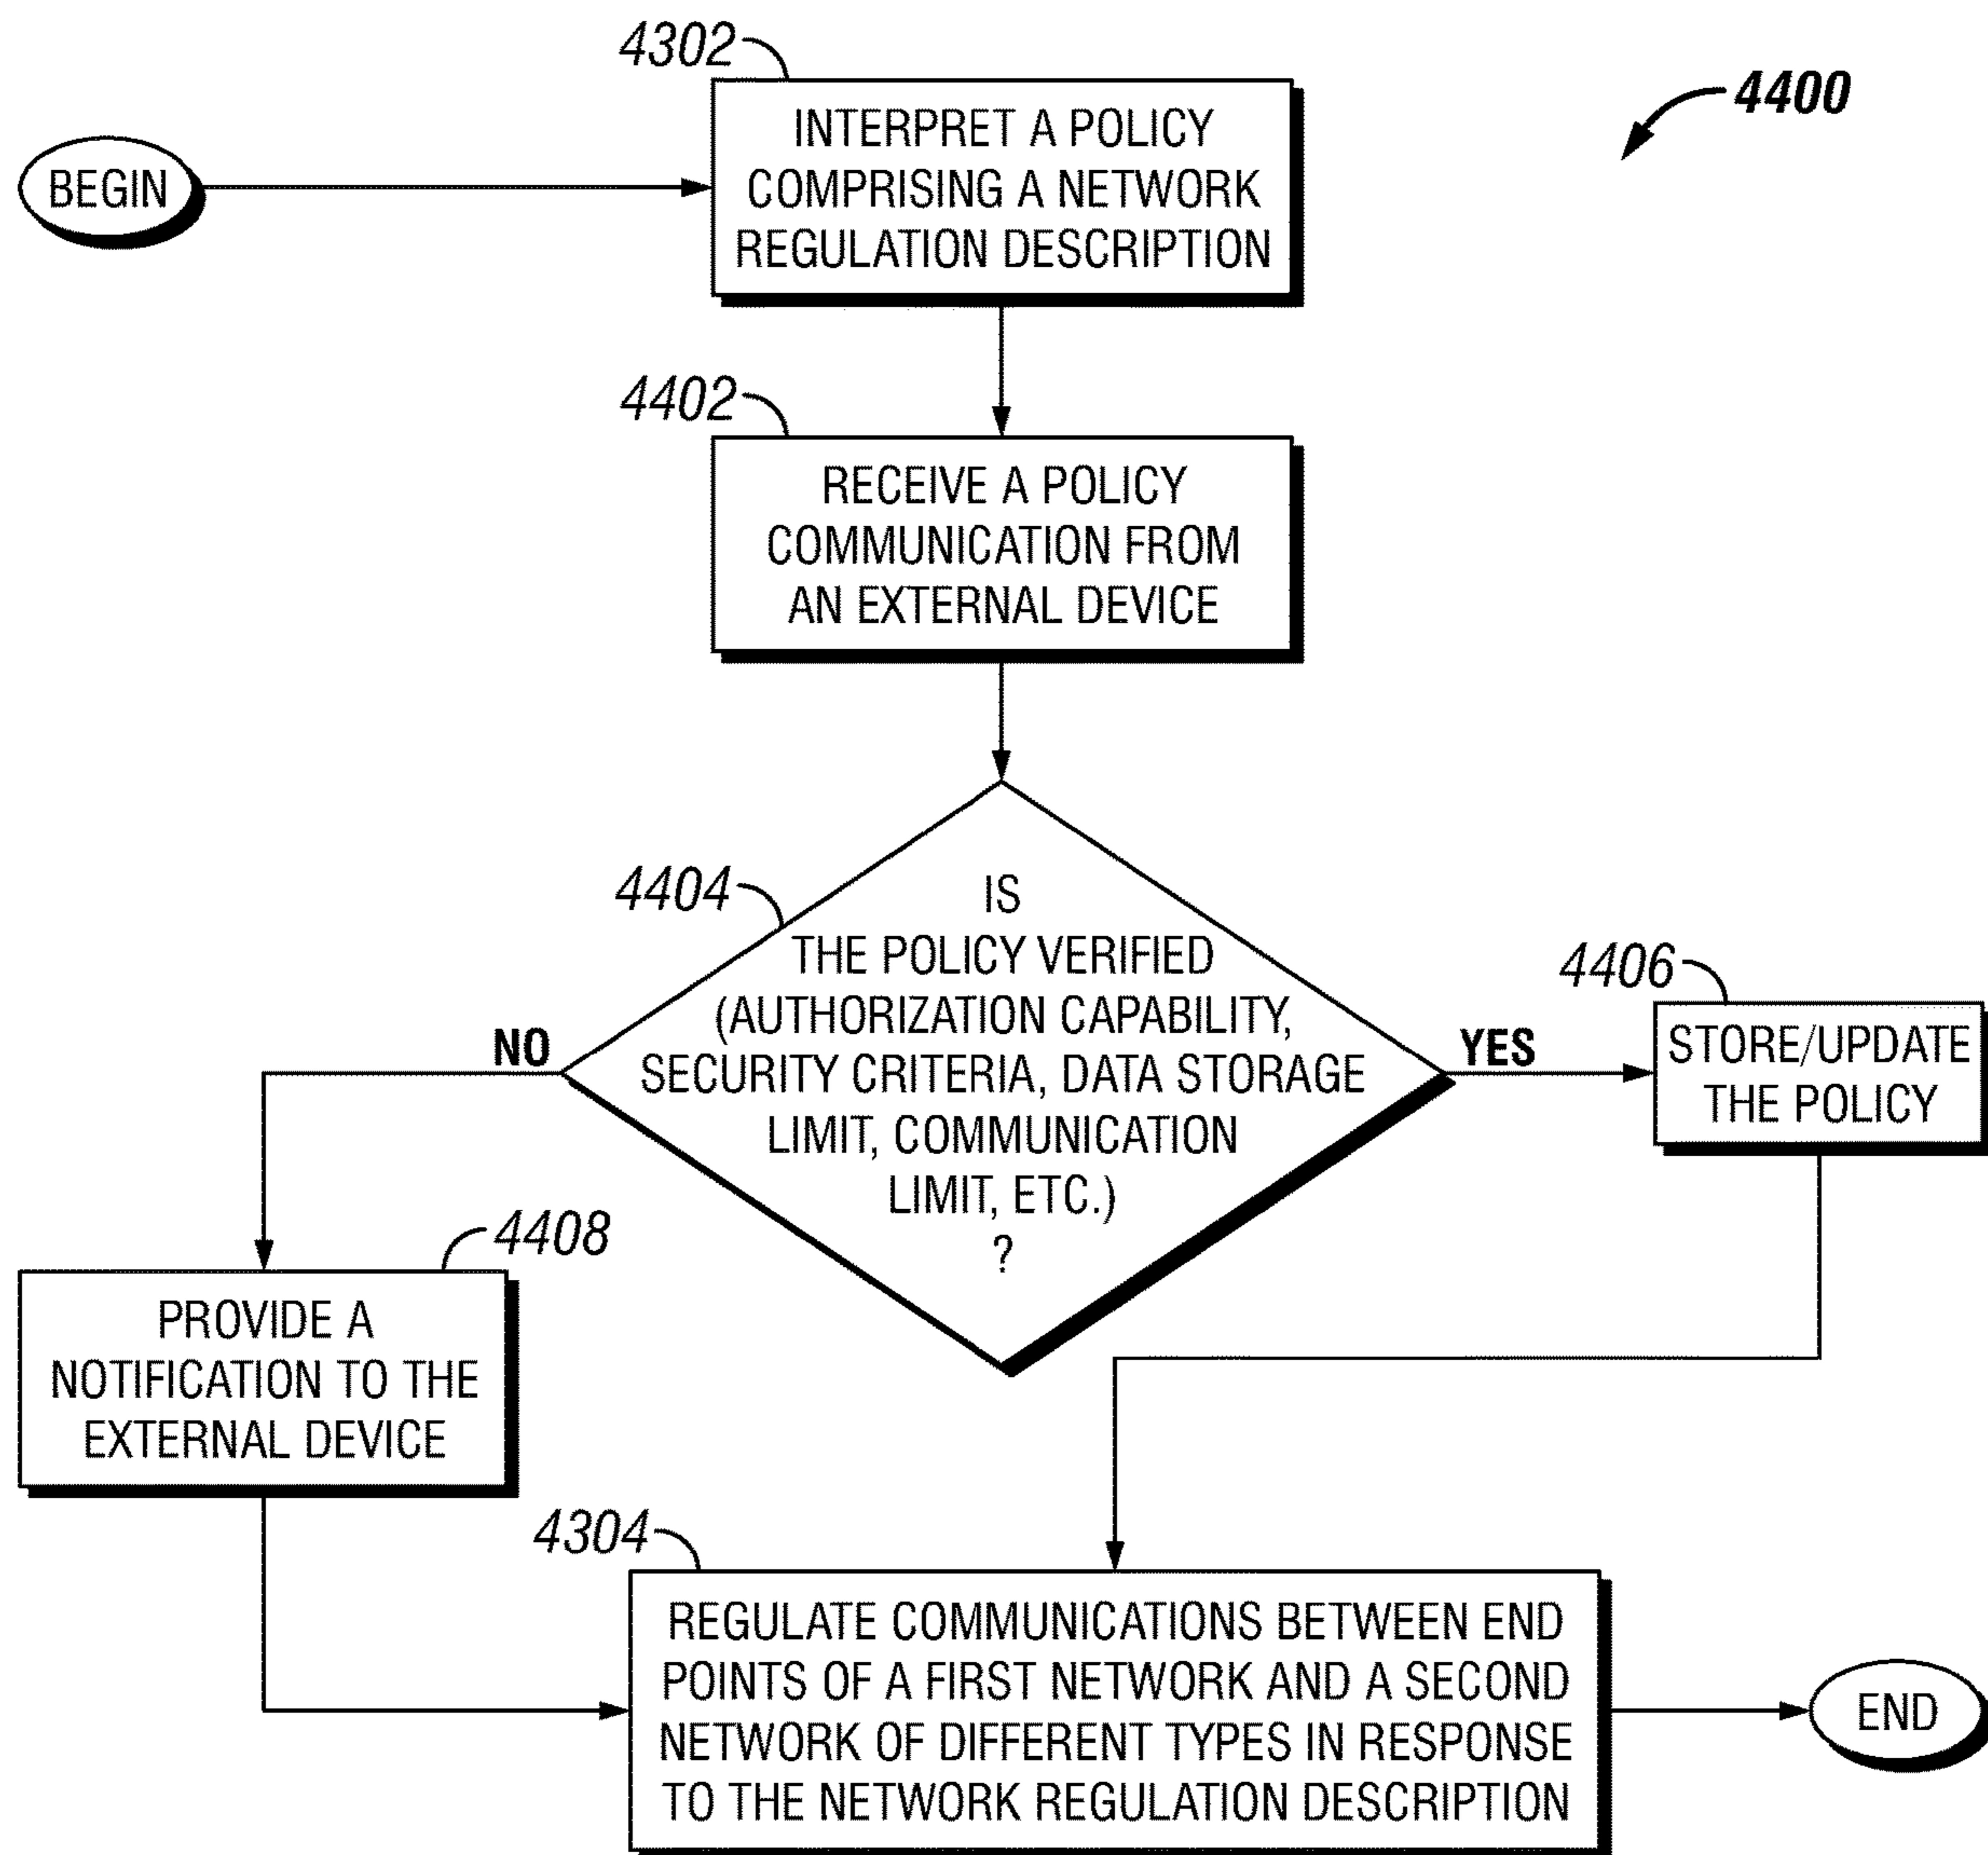 4302
4400
BEGIN
INTERPRET A POLICY
COMPRISING A NETWORK
REGULATION DESCRIPTION
4402
RECEIVE A POLICY
COMMUNICATION FROM
AN EXTERNAL DEVICE
4404
IS
THE POLICY VERIFIED
(AUTHORIZATION CAPABILITY,
SECURITY CRITERIA, DATA STORAGE
LIMIT, COMMUNICATION
LIMIT, ETC.)
?
NO
YES
4406
STORE/UPDATE
THE POLICY
4408
PROVIDE A
NOTIFICATION TO THE
EXTERNAL DEVICE
4304
REGULATE COMMUNICATIONS BETWEEN END
POINTS OF A FIRST NETWORK AND A SECOND
NETWORK OF DIFFERENT TYPES IN RESPONSE
TO THE NETWORK REGULATION DESCRIPTION
END